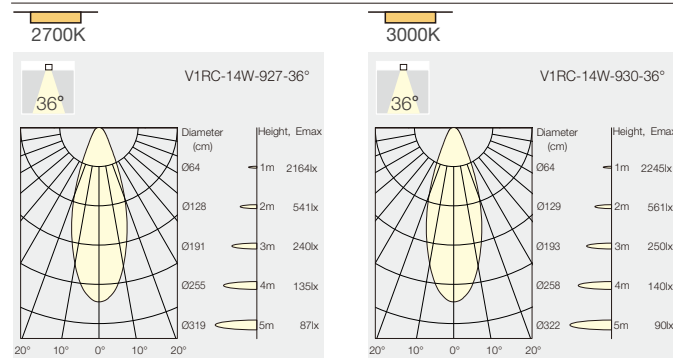 2700K
V1RC-14W-927-36°
36°
Diameter
(cm)
Height, Emax
Ø64 1m 2164lx
Ø128 2m 541lx
Ø191 3m 240lx
Ø255 4m 135lx
Ø319 5m 87lx
20° 10° 0° 10° 20°
3000K
V1RC-14W-930-36°
36°
Diameter
(cm)
Height, Emax
Ø64 1m 2245lx
Ø129 2m 561lx
Ø193 3m 250lx
Ø258 4m 140lx
Ø322 5m 90lx
20° 10° 0° 10° 20°